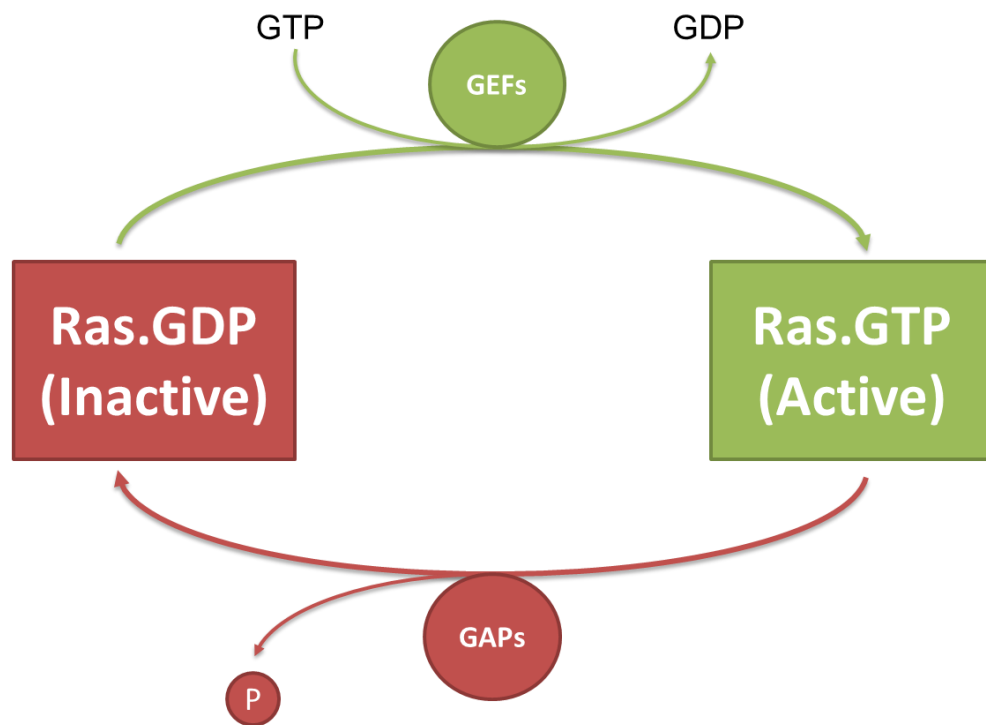 GTP
GDP
GEFs
Ras.GDP
(Inactive)
Ras.GTP
(Active)
GAPs
P